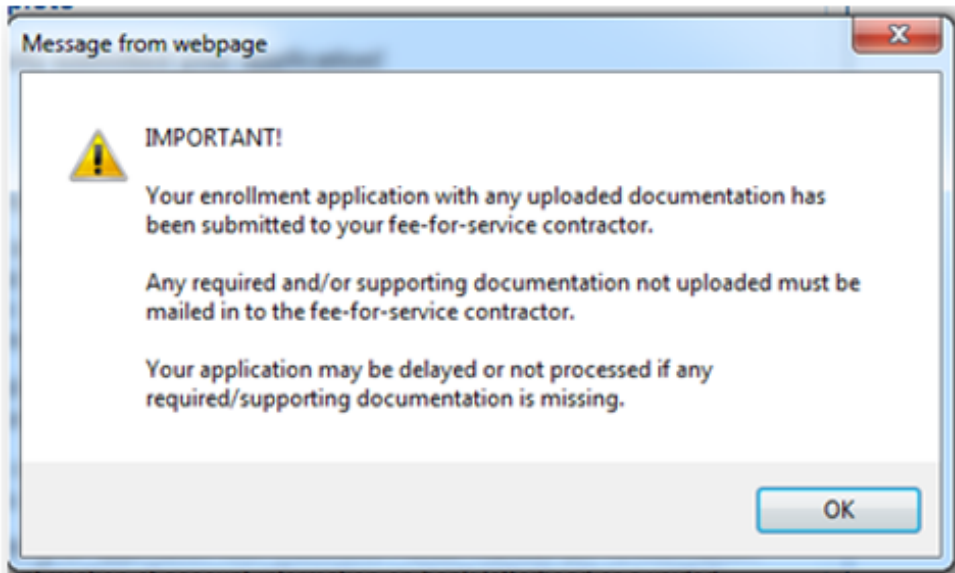 Message from webpage
IMPORTANT!
Your enrollment application with any uploaded documentation has
been submitted to your fee-for-service contractor.
Any required and/or supporting documentation not uploaded must be
mailed in to the fee-for-service contractor.
Your application may be delayed or not processed if any
required/supporting documentation is missing.
OK